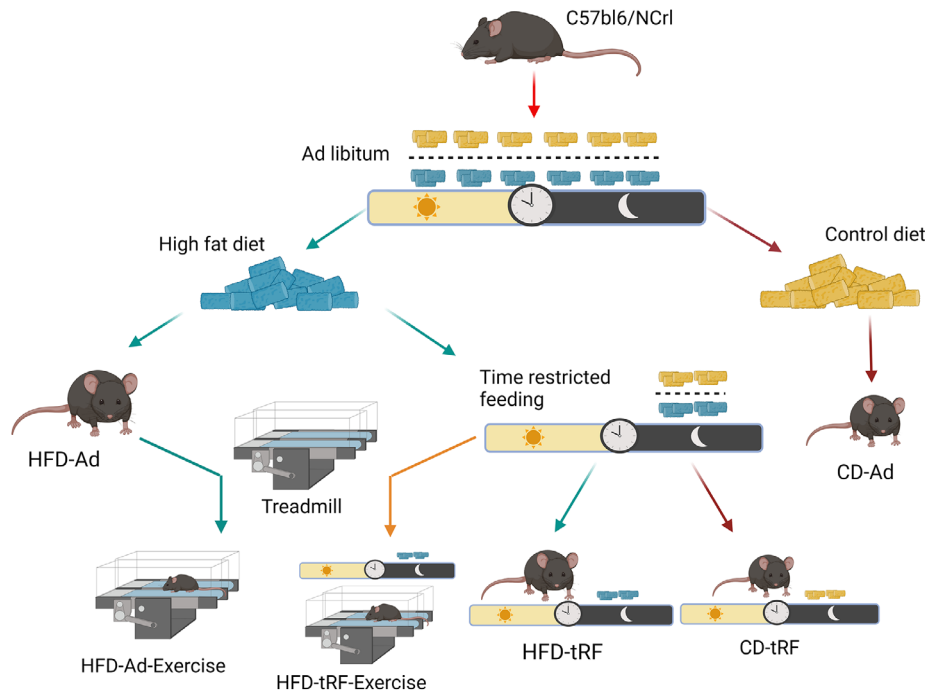 C57bl6/NCrl
Ad libitum
High fat diet
Control diet
Time restricted
feeding
HFD-Ad
CD-Ad
Treadmill
HFD-Ad-Exercise
HFD-tRF-Exercise
HFD-tRF
CD-tRF